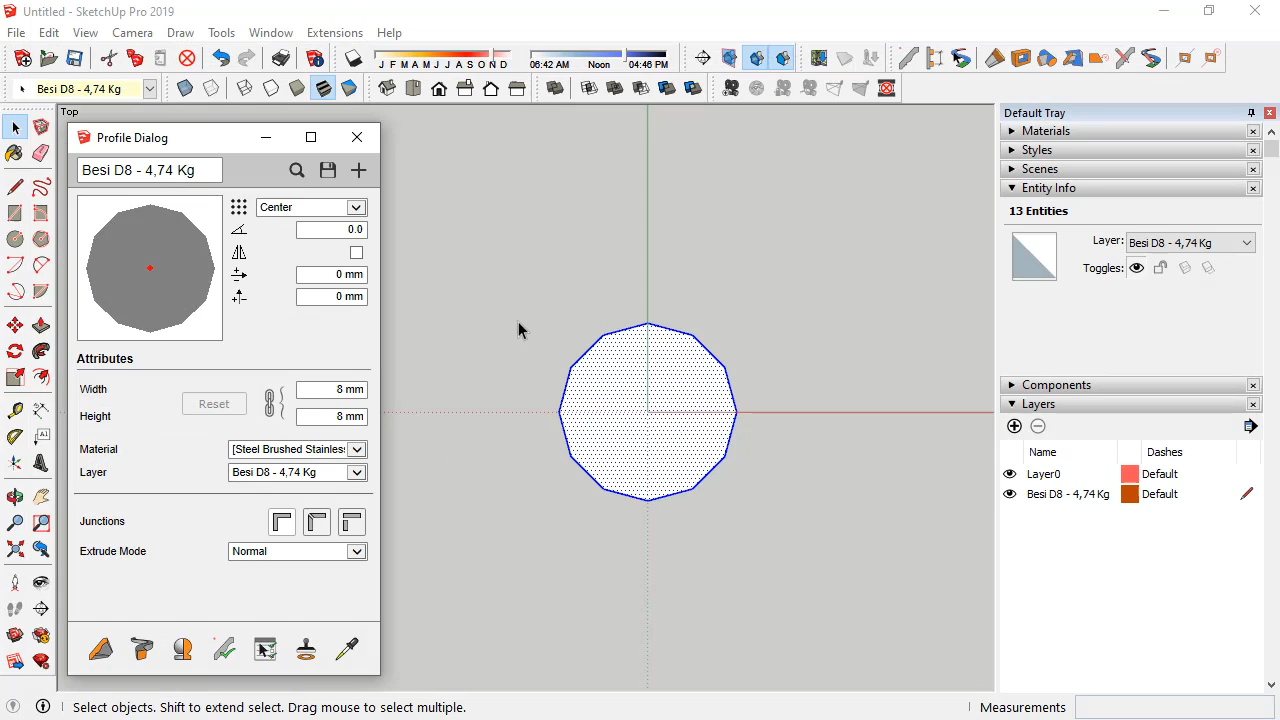 Untitled - SketchUp Pro 2019
File Edit View Camera Draw Tools Window Extensions Help
J F M A M J J A S O N D 06:42 AM Noon 04:46 PM
Besi D8 - 4,74 Kg
Top
Profile Dialog
Besi D8 - 4,74 Kg
Center
0.0
0 mm
0 mm
Attributes
Width 8 mm
Reset
Height 8 mm
Material [Steel Brushed Stainles
Layer Besi D8 - 4,74 Kg
Junctions
Extrude Mode Normal
Default Tray
Materials
Styles
Scenes
Entity Info
13 Entities
Layer: Besi D8 - 4,74 Kg
Toggles:
Components
Layers
Name Dashes
Layer0 Default
Besi D8 - 4,74 Kg Default
Select objects. Shift to extend select. Drag mouse to select multiple. Measurements